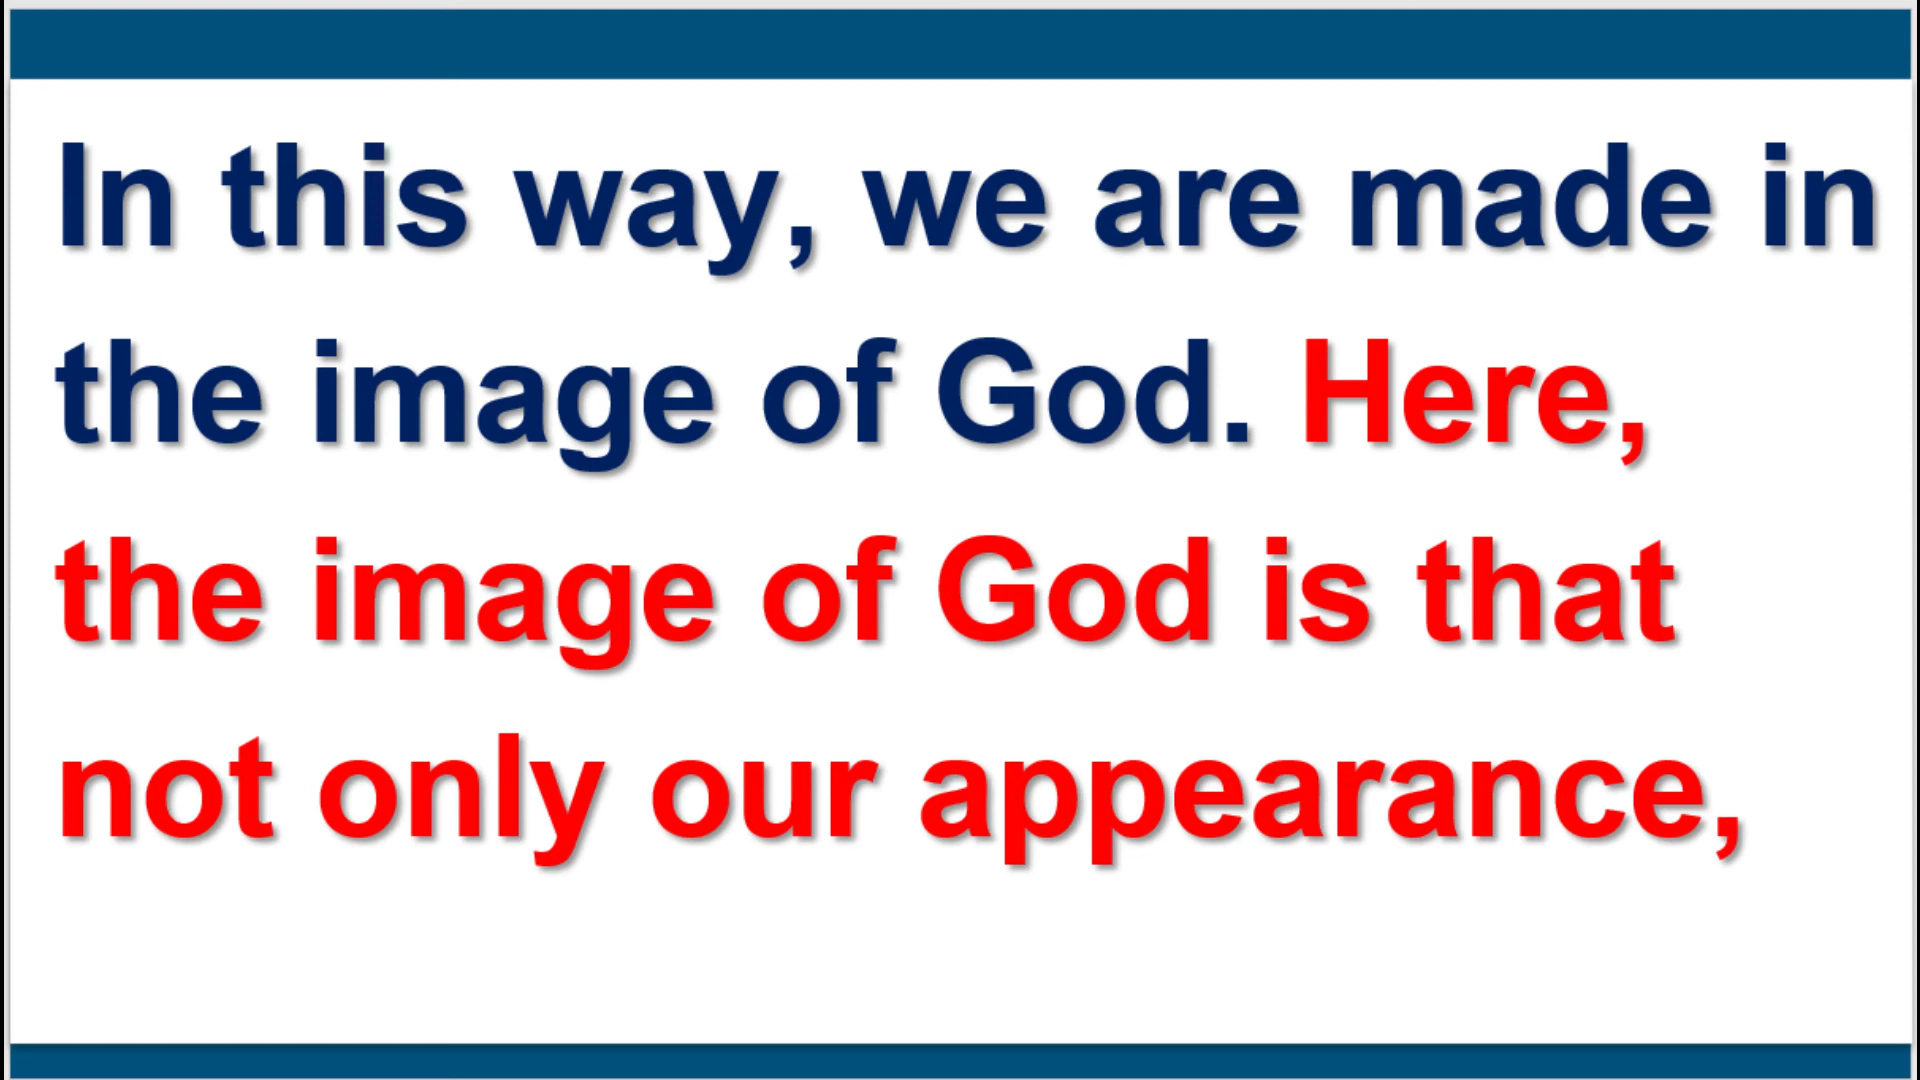 In this way, we are made in
the image of God. Here,
the image of God is that
not only our appearance,